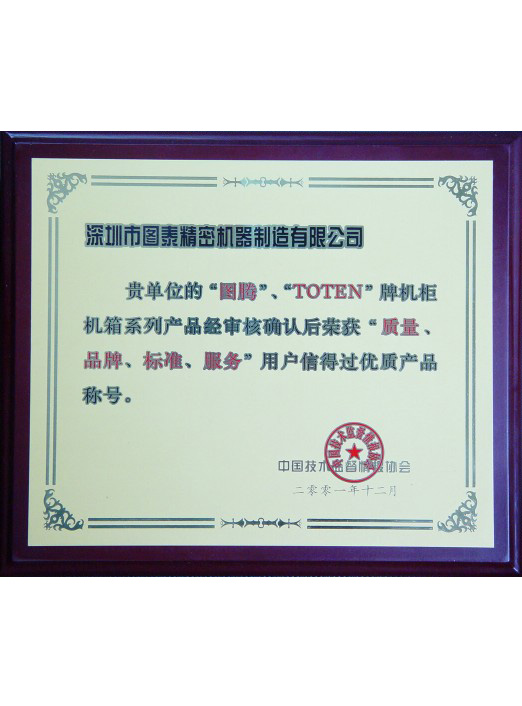 深圳市图泰精密机器制造有限公司
贵单位的“图腾”、“TOTEN”牌机柜
机箱系列产品经审核确认后荣获“质量、
品牌、标准、服务”用户信得过优质产品
称号。
中国技术监督情报协会
二零零一年十二月